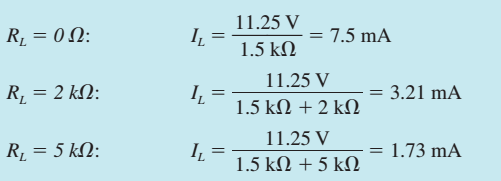 R_L = 0 Ω: I_L = 11.25 V / 1.5 kΩ = 7.5 mA
R_L = 2 kΩ: I_L = 11.25 V / 1.5 kΩ + 2 kΩ = 3.21 mA
R_L = 5 kΩ: I_L = 11.25 V / 1.5 kΩ + 5 kΩ = 1.73 mA